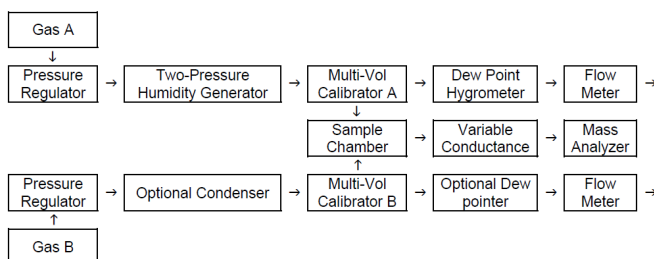 Gas A
Pressure
Regulator
Two-Pressure
Humidity Generator
Multi-Vol
Calibrator A
Dew Point
Hygrometer
Flow
Meter
Sample
Chamber
Variable
Conductance
Mass
Analyzer
Pressure
Regulator
Optional Condenser
Multi-Vol
Calibrator B
Optional Dew
pointer
Flow
Meter
Gas B